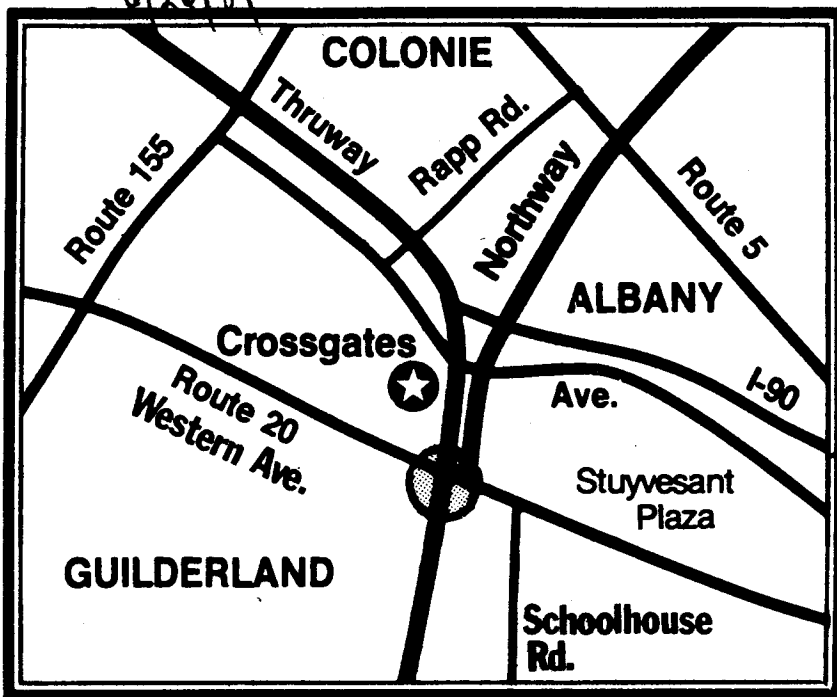 COLONIE
Thruway
Rapp Rd.
Route 155
Northway
Route 5
ALBANY
Crossgates
Route 20
Western Ave.
Ave.
I-90
Stuyvesant
Plaza
GUILDERLAND
Schoolhouse
Rd.